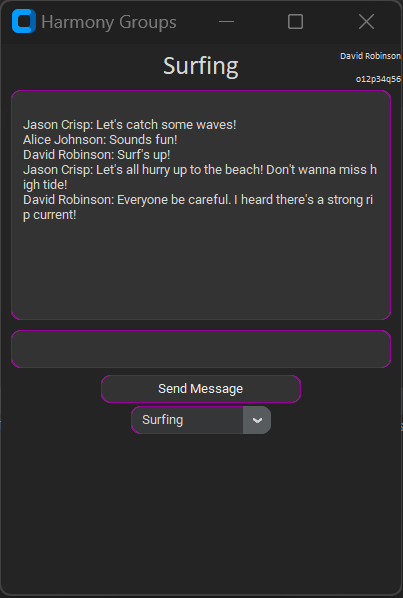 Harmony Groups
Surfing
David Robinson
o12p34q56
Jason Crisp: Let's catch some waves!
Alice Johnson: Sounds fun!
David Robinson: Surf's up!
Jason Crisp: Let's all hurry up to the beach! Don't wanna miss h
igh tide!
David Robinson: Everyone be careful. I heard there's a strong ri
p current!
Send Message
Surfing